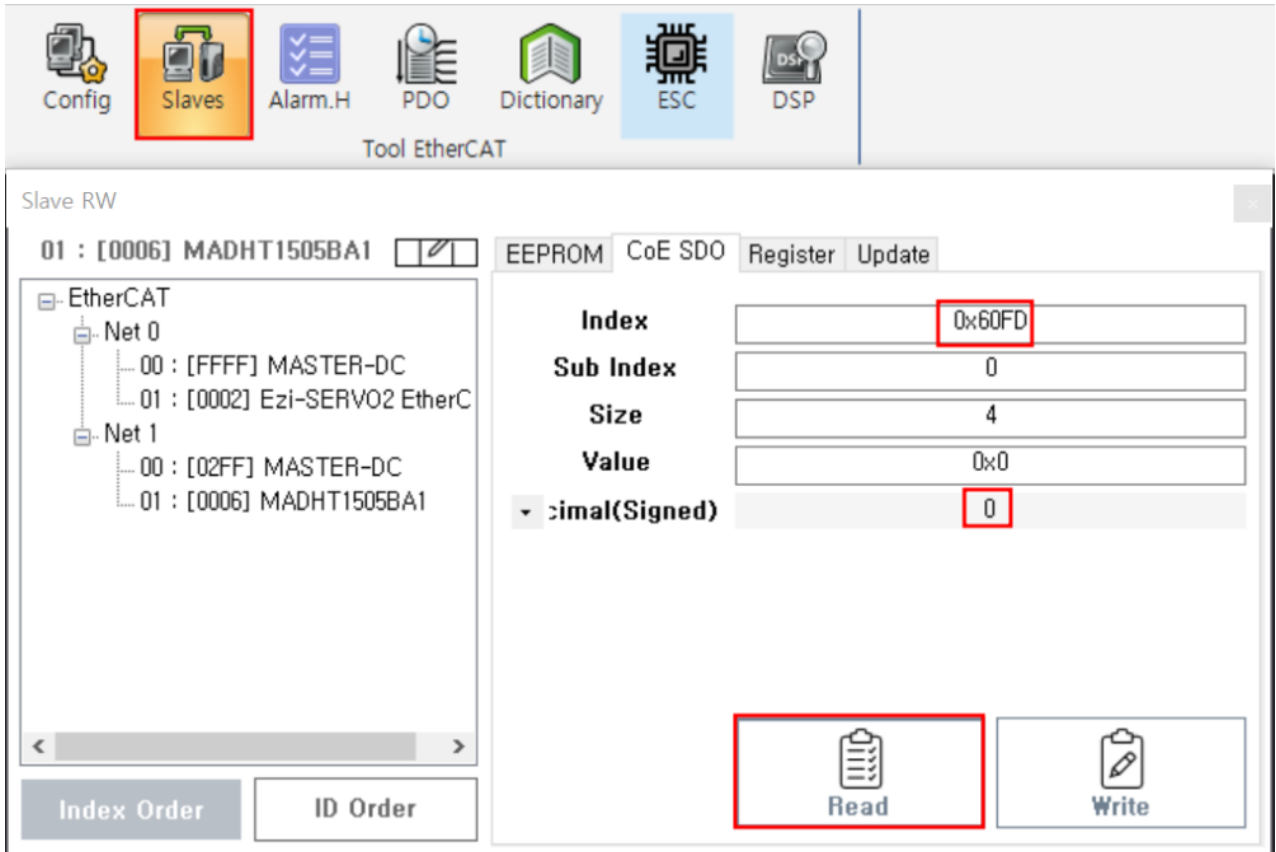 Config Slaves Alarm.H PDO Dictionary ESC DSP
Tool EtherCAT
Slave RW
01 : [0006] MADHT1505BA1
EtherCAT
Net 0
00 : [FFFF] MASTER-DC
01 : [0002] Ezi-SERVO2 EtherC
Net 1
00 : [02FF] MASTER-DC
01 : [0006] MADHT1505BA1
Index Order ID Order
EEPROM CoE SDO Register Update
Index 0x60FD
Sub Index 0
Size 4
Value 0x0
cimal(Signed) 0
Read Write